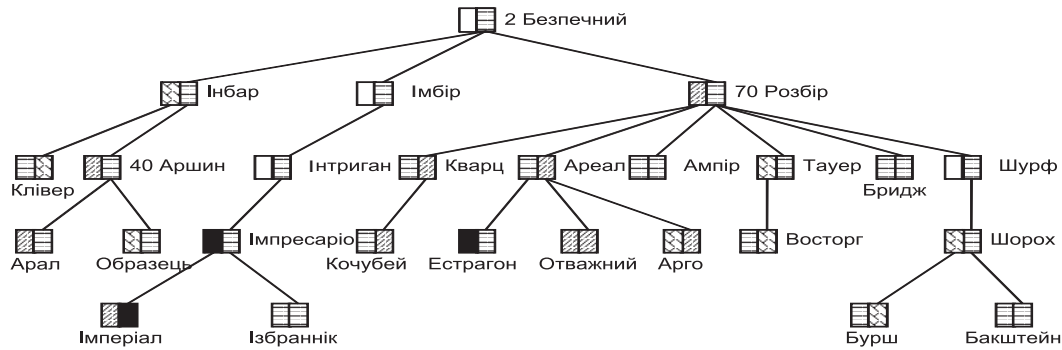 2 Безпечний
Інбар
Імбір
70 Розбір
Клівер
40 Аршин
Інтриган
Кварц
Ареал
Ампір
Тауер
Бридж
Шурф
Арал
Образець
Імпресаріо
Кочубей
Естрагон
Отважний
Арго
Восторг
Шорох
Імперіал
Ізбраннік
Бурш
Бакштейн